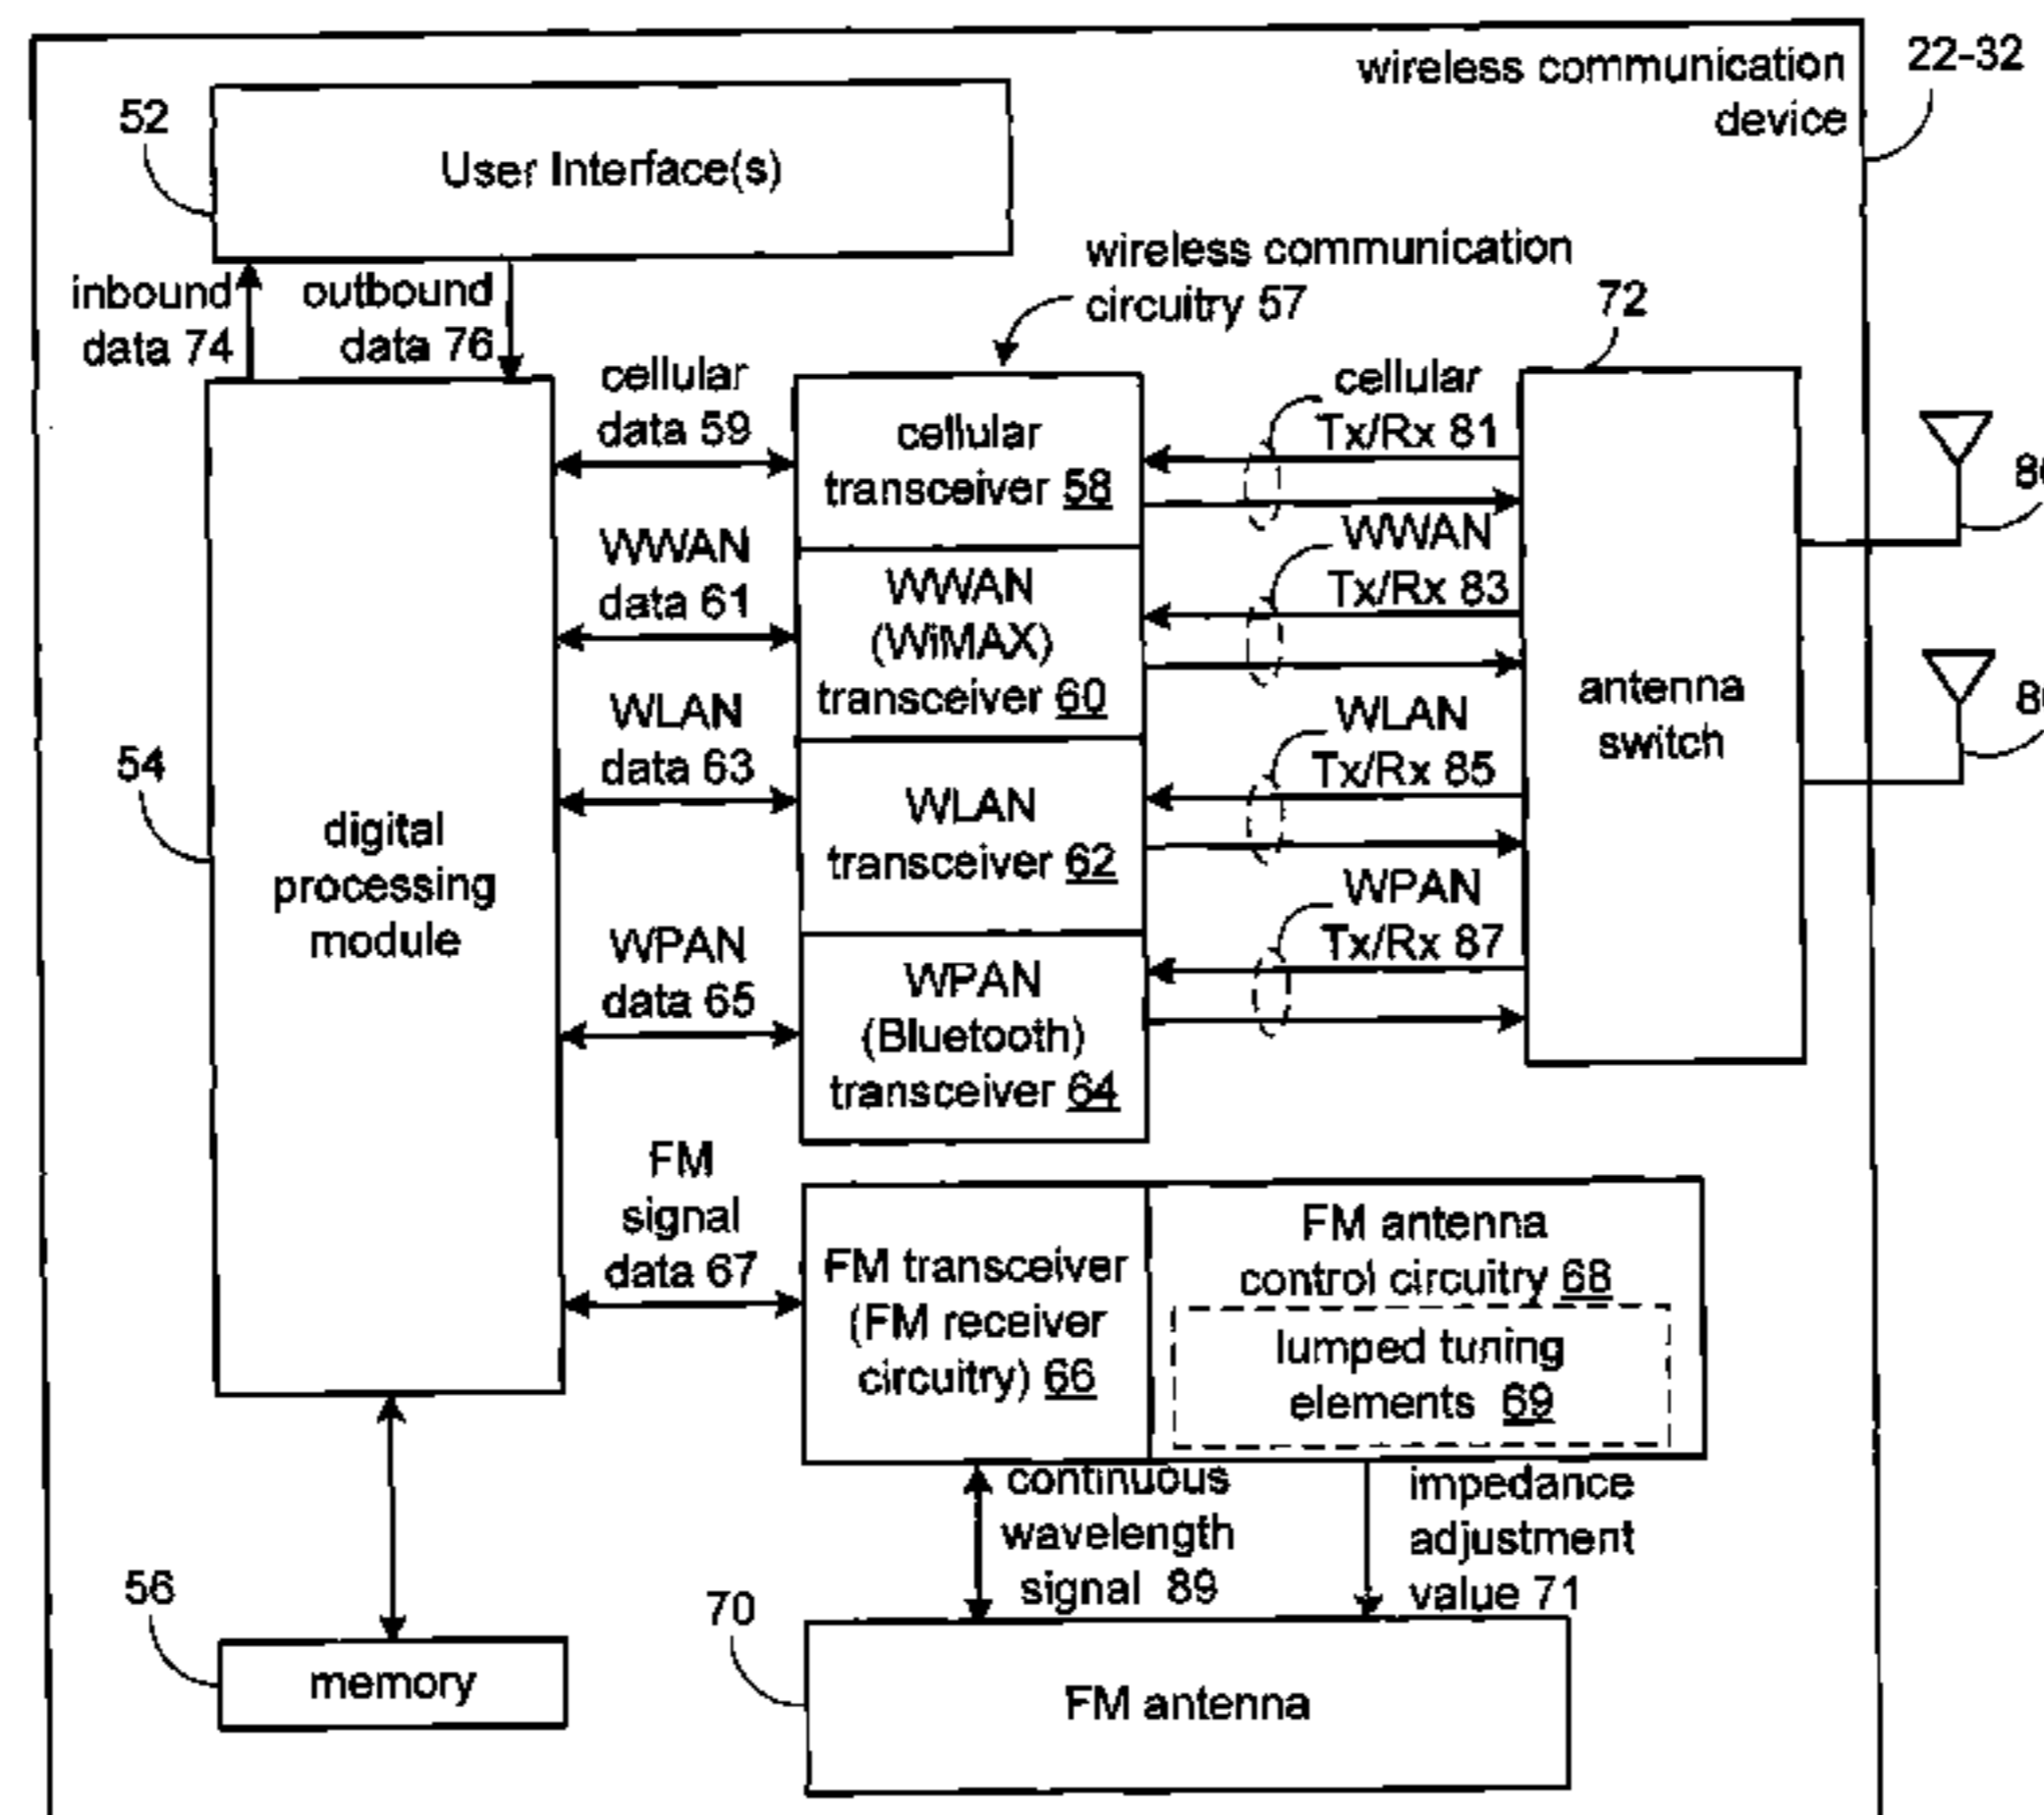 wireless communication
device
22-32
52
User Interface(s)
inbound
data 74
outbound
data 76
wireless communication
circuitry 57
72
cellular
data 59
cellular
transceiver 58
cellular
Tx/Rx 81
WWAN
data 61
WWAN
(WiMAX)
transceiver 60
WWAN
Tx/Rx 83
WLAN
data 63
WLAN
transceiver 62
WLAN
Tx/Rx 85
antenna
switch
54
digital
processing
module
WPAN
data 65
WPAN
(Bluetooth)
transceiver 64
WPAN
Tx/Rx 87
FM
signal
data 67
FM transceiver
(FM receiver
circuitry) 66
FM antenna
control circuitry 68
lumped tuning
elements 69
continuous
wavelength
signal 89
impedance
adjustment
value 71
56
memory
70
FM antenna